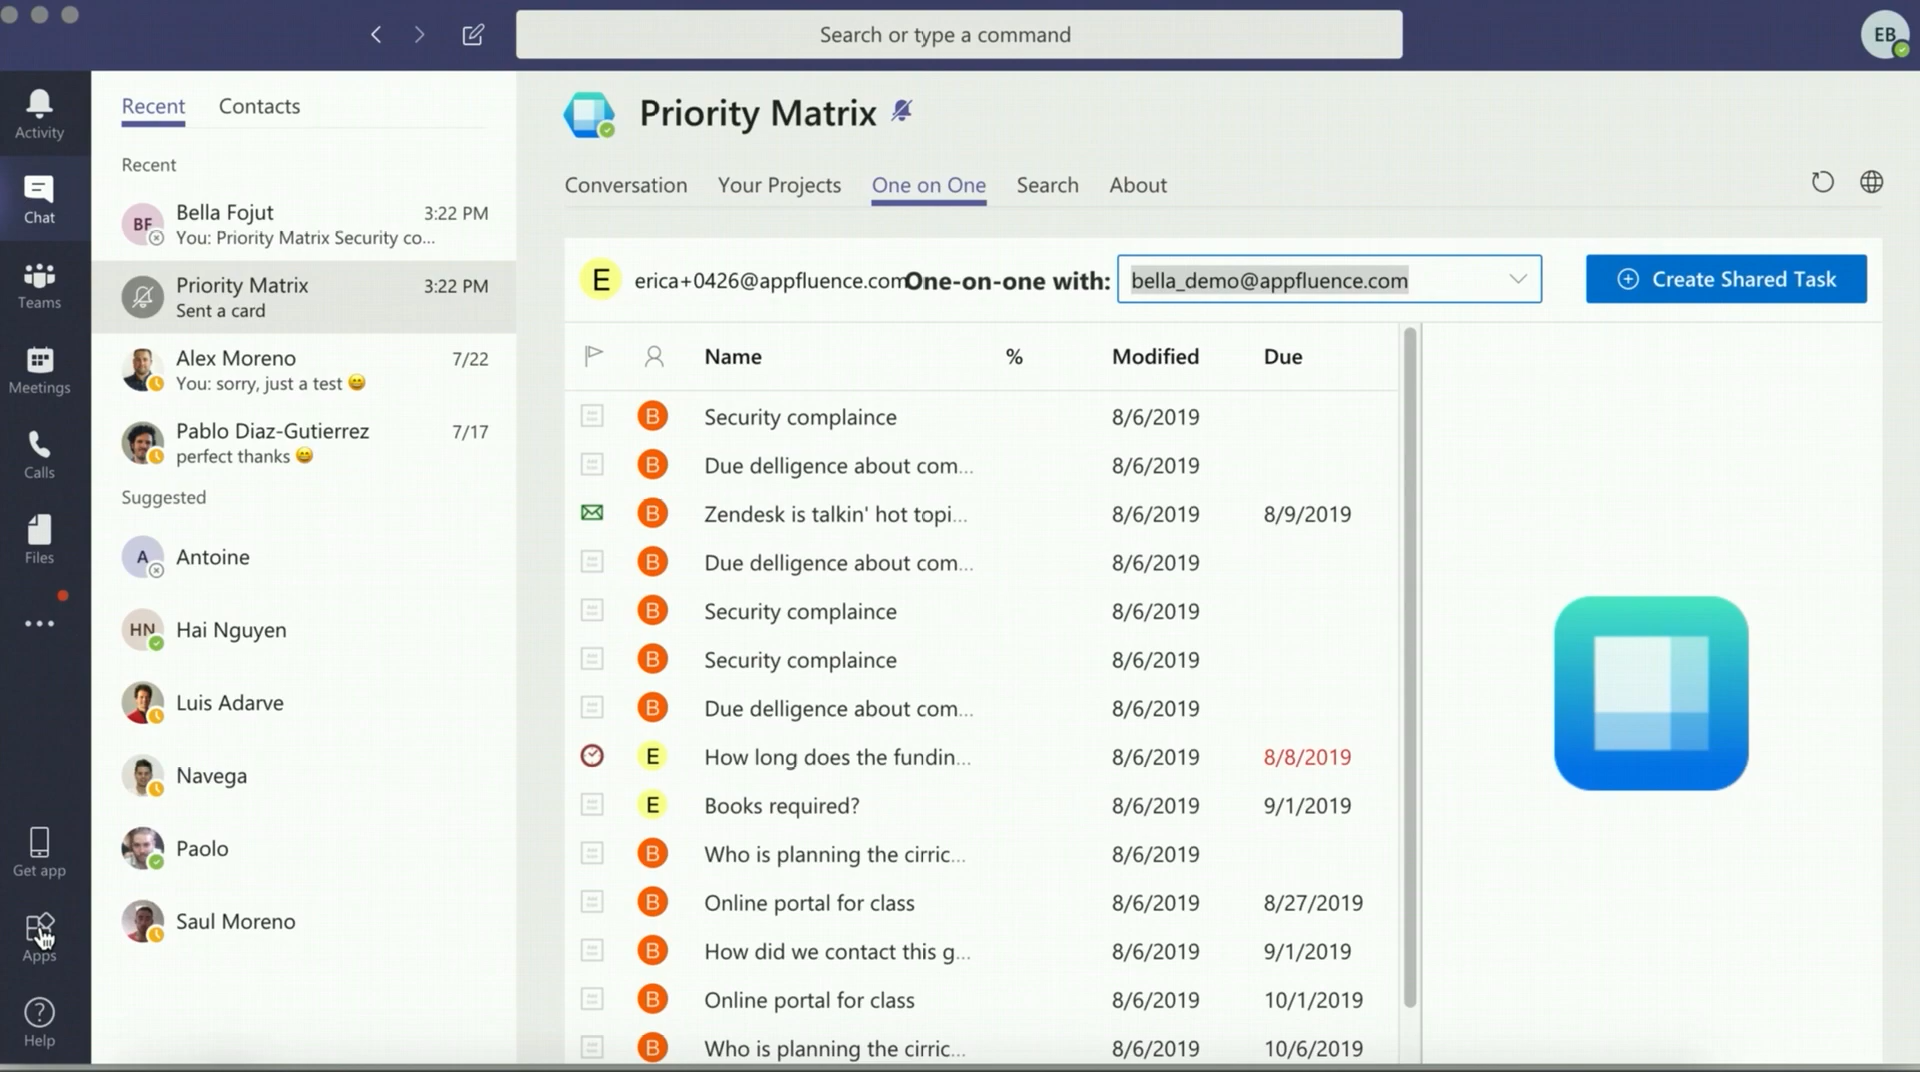 Search or type a command
EB
Activity
Chat
Teams
Meetings
Calls
Files
Get app
Apps
Help
Recent Contacts
Recent
BF Bella Fojut 3:22 PM
You: Priority Matrix Security co...
Priority Matrix 3:22 PM
Sent a card
Alex Moreno 7/22
You: sorry, just a test 😄
Pablo Diaz-Gutierrez 7/17
perfect thanks 😄
Suggested
A Antoine
HN Hai Nguyen
Luis Adarve
Navega
Paolo
Saul Moreno
Priority Matrix
Conversation Your Projects One on One Search About
E erica+0426@appfluence.com One-on-one with: bella_demo@appfluence.com Create Shared Task
Name % Modified Due
B Security complaince 8/6/2019
B Due delligence about com... 8/6/2019
B Zendesk is talkin' hot topi... 8/6/2019 8/9/2019
B Due delligence about com... 8/6/2019
B Security complaince 8/6/2019
B Security complaince 8/6/2019
B Due delligence about com... 8/6/2019
E How long does the fundin... 8/6/2019 8/8/2019
E Books required? 8/6/2019 9/1/2019
B Who is planning the cirric... 8/6/2019
B Online portal for class 8/6/2019 8/27/2019
B How did we contact this g... 8/6/2019 9/1/2019
B Online portal for class 8/6/2019 10/1/2019
B Who is planning the cirric... 8/6/2019 10/6/2019